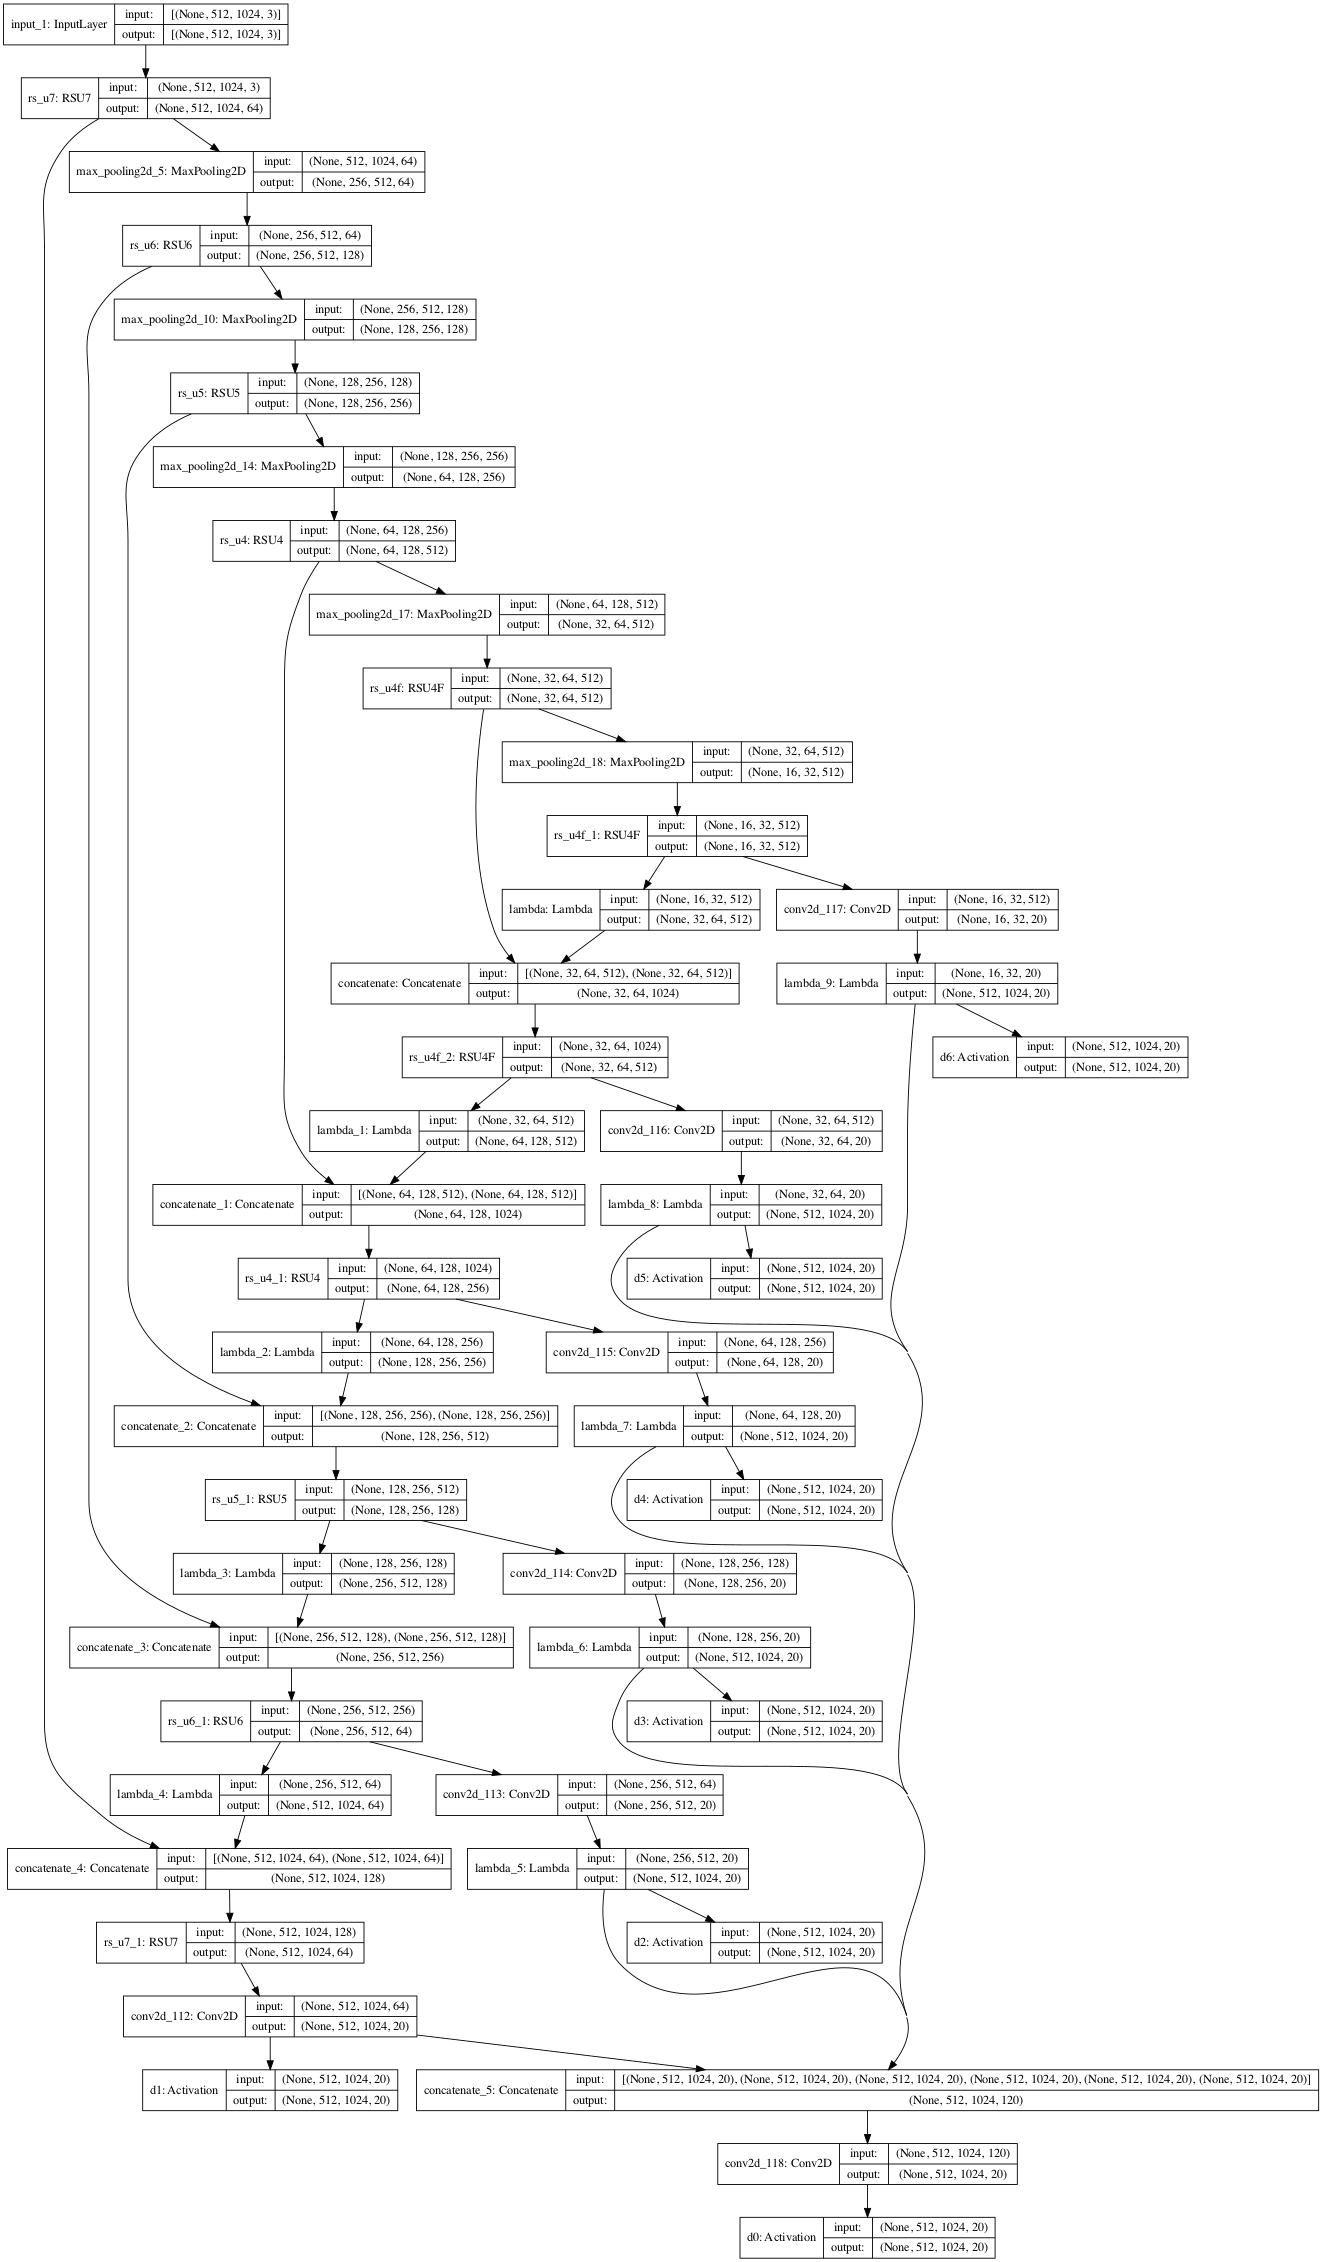 input_1: InputLayer
input: [(None, 512, 1024, 3)]
output: [(None, 512, 1024, 3)]
rs_u7: RSU7
input: (None, 512, 1024, 3)
output: (None, 512, 1024, 64)
max_pooling2d_5: MaxPooling2D
input: (None, 512, 1024, 64)
output: (None, 256, 512, 64)
rs_u6: RSU6
input: (None, 256, 512, 64)
output: (None, 256, 512, 128)
max_pooling2d_10: MaxPooling2D
input: (None, 256, 512, 128)
output: (None, 128, 256, 128)
rs_u5: RSU5
input: (None, 128, 256, 128)
output: (None, 128, 256, 256)
max_pooling2d_14: MaxPooling2D
input: (None, 128, 256, 256)
output: (None, 64, 128, 256)
rs_u4: RSU4
input: (None, 64, 128, 256)
output: (None, 64, 128, 512)
max_pooling2d_17: MaxPooling2D
input: (None, 64, 128, 512)
output: (None, 32, 64, 512)
rs_u4f: RSU4F
input: (None, 32, 64, 512)
output: (None, 32, 64, 512)
max_pooling2d_18: MaxPooling2D
input: (None, 32, 64, 512)
output: (None, 16, 32, 512)
rs_u4f_1: RSU4F
input: (None, 16, 32, 512)
output: (None, 16, 32, 512)
lambda: Lambda
input: (None, 16, 32, 512)
output: (None, 32, 64, 512)
conv2d_117: Conv2D
input: (None, 16, 32, 512)
output: (None, 16, 32, 20)
concatenate: Concatenate
input: [(None, 32, 64, 512), (None, 32, 64, 512)]
output: (None, 32, 64, 1024)
lambda_9: Lambda
input: (None, 16, 32, 20)
output: (None, 512, 1024, 20)
rs_u4f_2: RSU4F
input: (None, 32, 64, 1024)
output: (None, 32, 64, 512)
d6: Activation
input: (None, 512, 1024, 20)
output: (None, 512, 1024, 20)
lambda_1: Lambda
input: (None, 32, 64, 512)
output: (None, 64, 128, 512)
conv2d_116: Conv2D
input: (None, 32, 64, 512)
output: (None, 32, 64, 20)
concatenate_1: Concatenate
input: [(None, 64, 128, 512), (None, 64, 128, 512)]
output: (None, 64, 128, 1024)
lambda_8: Lambda
input: (None, 32, 64, 20)
output: (None, 512, 1024, 20)
rs_u4_1: RSU4
input: (None, 64, 128, 1024)
output: (None, 64, 128, 256)
d5: Activation
input: (None, 512, 1024, 20)
output: (None, 512, 1024, 20)
lambda_2: Lambda
input: (None, 64, 128, 256)
output: (None, 128, 256, 256)
conv2d_115: Conv2D
input: (None, 64, 128, 256)
output: (None, 64, 128, 20)
concatenate_2: Concatenate
input: [(None, 128, 256, 256), (None, 128, 256, 256)]
output: (None, 128, 256, 512)
lambda_7: Lambda
input: (None, 64, 128, 20)
output: (None, 512, 1024, 20)
rs_u5_1: RSU5
input: (None, 128, 256, 512)
output: (None, 128, 256, 128)
d4: Activation
input: (None, 512, 1024, 20)
output: (None, 512, 1024, 20)
lambda_3: Lambda
input: (None, 128, 256, 128)
output: (None, 256, 512, 128)
conv2d_114: Conv2D
input: (None, 128, 256, 128)
output: (None, 128, 256, 20)
concatenate_3: Concatenate
input: [(None, 256, 512, 128), (None, 256, 512, 128)]
output: (None, 256, 512, 256)
lambda_6: Lambda
input: (None, 128, 256, 20)
output: (None, 512, 1024, 20)
rs_u6_1: RSU6
input: (None, 256, 512, 256)
output: (None, 256, 512, 64)
d3: Activation
input: (None, 512, 1024, 20)
output: (None, 512, 1024, 20)
lambda_4: Lambda
input: (None, 256, 512, 64)
output: (None, 512, 1024, 64)
conv2d_113: Conv2D
input: (None, 256, 512, 64)
output: (None, 256, 512, 20)
concatenate_4: Concatenate
input: [(None, 512, 1024, 64), (None, 512, 1024, 64)]
output: (None, 512, 1024, 128)
lambda_5: Lambda
input: (None, 256, 512, 20)
output: (None, 512, 1024, 20)
rs_u7_1: RSU7
input: (None, 512, 1024, 128)
output: (None, 512, 1024, 64)
d2: Activation
input: (None, 512, 1024, 20)
output: (None, 512, 1024, 20)
conv2d_112: Conv2D
input: (None, 512, 1024, 64)
output: (None, 512, 1024, 20)
d1: Activation
input: (None, 512, 1024, 20)
output: (None, 512, 1024, 20)
concatenate_5: Concatenate
input: [(None, 512, 1024, 20), (None, 512, 1024, 20), (None, 512, 1024, 20), (None, 512, 1024, 20), (None, 512, 1024, 20), (None, 512, 1024, 20)]
output: (None, 512, 1024, 120)
conv2d_118: Conv2D
input: (None, 512, 1024, 120)
output: (None, 512, 1024, 20)
d0: Activation
input: (None, 512, 1024, 20)
output: (None, 512, 1024, 20)